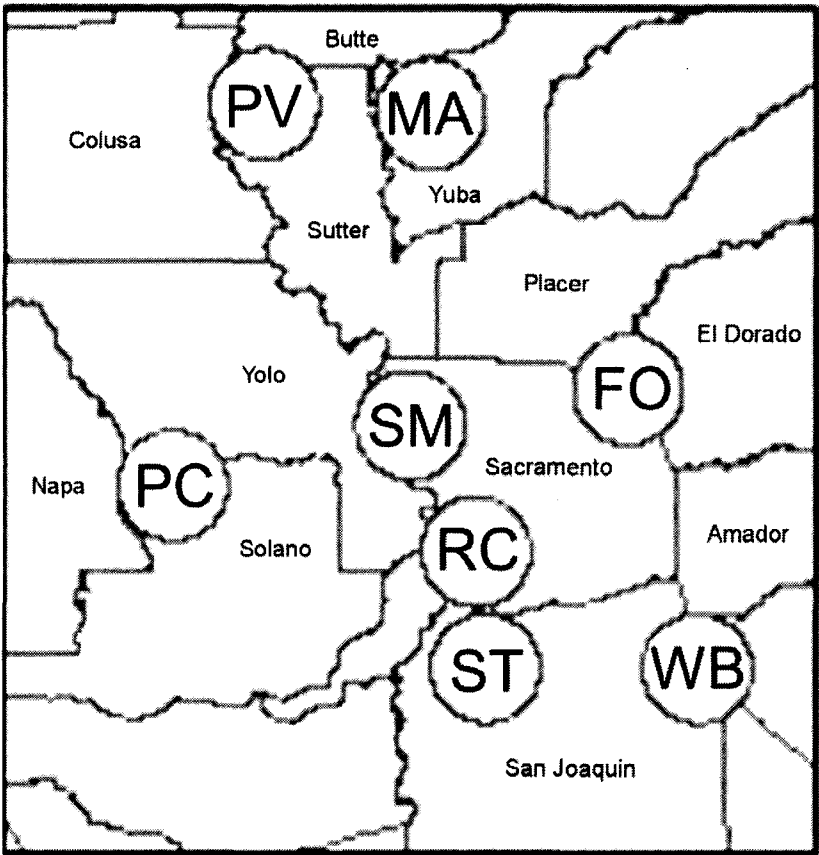 Butte
PV
MA
Colusa
Yuba
Sutter
Placer
El Dorado
Yolo
FO
SM
Sacramento
Napa
PC
Amador
Solano
RC
ST
WB
San Joaquin